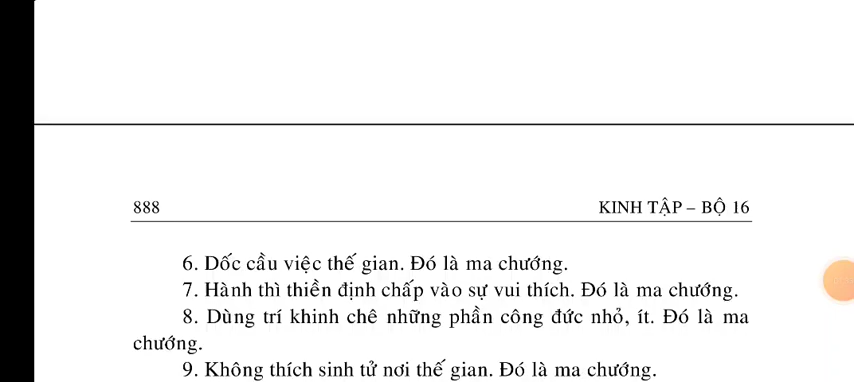 888
KINH TẬP – BỘ 16
6. Dốc cầu việc thế gian. Đó là ma chướng.
7. Hành thì thiền định chấp vào sự vui thích. Đó là ma chướng.
8. Dùng trí khinh chê những phần công đức nhỏ, ít. Đó là ma
chướng.
9. Không thích sinh tử nơi thế gian. Đó là ma chướng.